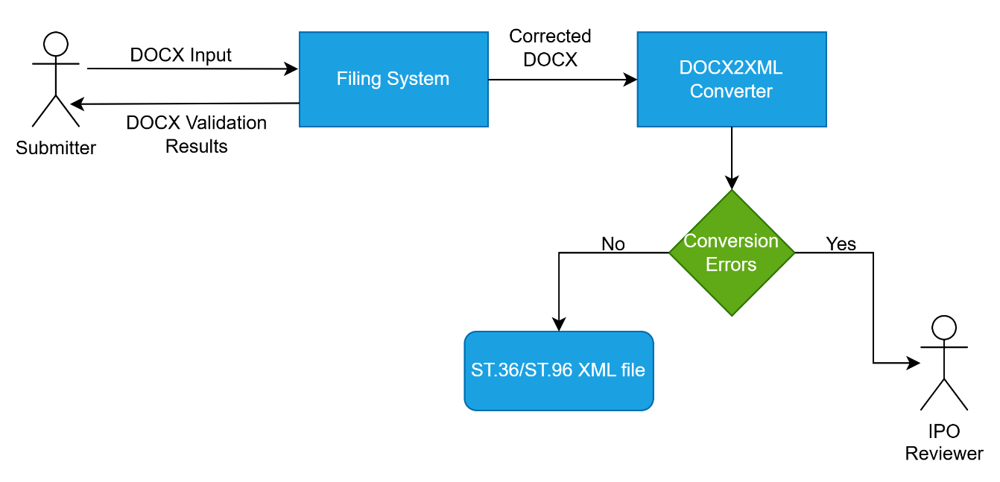 Submitter
DOCX Input
DOCX Validation
Results
Filing System
Corrected
DOCX
DOCX2XML
Converter
Conversion
Errors
No
Yes
ST.36/ST.96 XML file
IPO
Reviewer